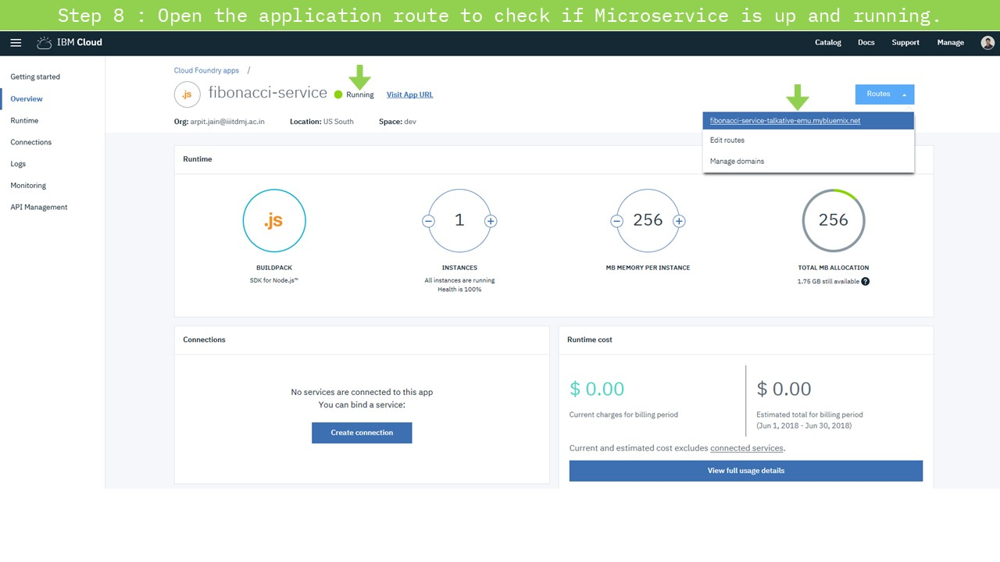 Step 8 : Open the application route to check if Microservice is up and running.
IBM Cloud
Catalog
Docs
Support
Manage
Getting started
Overview
Runtime
Connections
Logs
Monitoring
API Management
Cloud Foundry apps /
.js
fibonacci-service
Running
Visit App URL
Routes
Org: arpit.jain@iiitdmj.ac.in
Location: US South
Space: dev
fibonacci-service-talkative-emu.mybluemix.net
Edit routes
Manage domains
Runtime
.js
BUILDPACK
SDK for Node.js™
1
INSTANCES
All instances are running
Health is 100%
256
MB MEMORY PER INSTANCE
256
TOTAL MB ALLOCATION
1.75 GB still available ?
Connections
No services are connected to this app
You can bind a service:
Create connection
Runtime cost
$ 0.00
Current charges for billing period
$ 0.00
Estimated total for billing period
(Jun 1, 2018 - Jun 30, 2018)
Current and estimated cost excludes connected services.
View full usage details